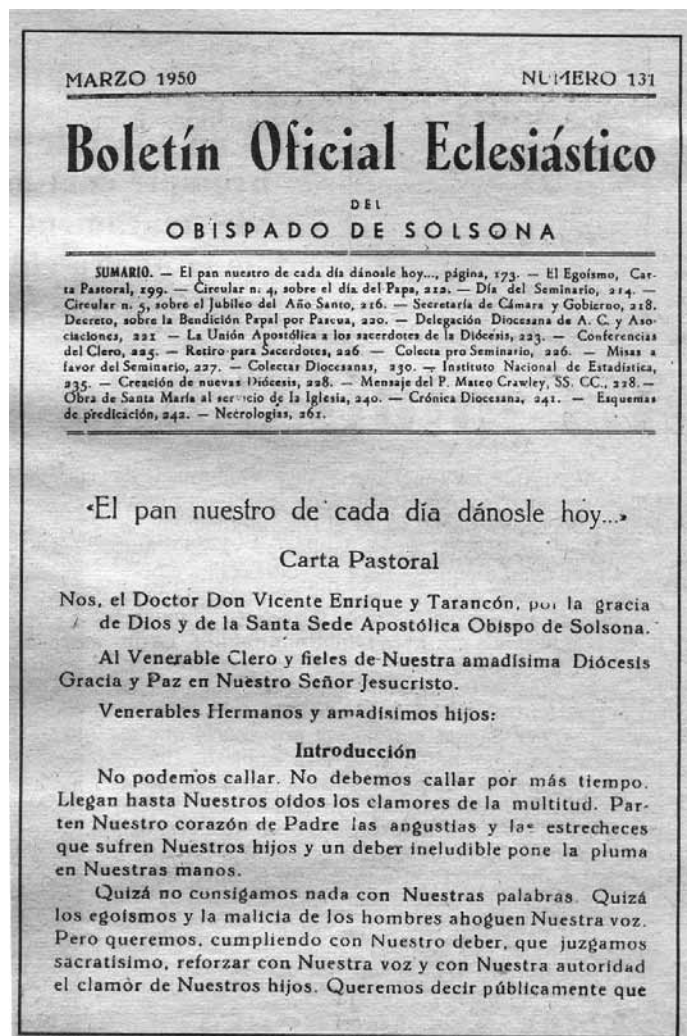 MARZO 1950 NUMERO 131
Boletín Oficial Eclesiástico
DEL
OBISPADO DE SOLSONA
SUMARIO. — El pan nuestro de cada día dánosle hoy..., página, 173. — El Egoísmo, Car-
ta Pastoral, 199. — Circular n. 4, sobre el día del Papa, 212. — Día del Seminario, 214. —
Circular n. 5, sobre el Jubileo del Año Santo, 216. — Secretaría de Cámara y Gobierno, 218.
Decreto, sobre la Bendición Papal por Pascua, 220. — Delegación Diocesana de A. C. y Aso-
ciaciones, 221 — La Unión Apostólica a los sacerdotes de la Diócesis, 223. — Conferencias
del Clero, 225. — Retiro para Sacerdotes, 226. — Colecta pro Seminario, 226. — Misas a
favor del Seminario, 227. — Colectas Diocesanas, 230. — Instituto Nacional de Estadística,
235. — Creación de nuevas Diócesis, 228. — Mensaje del P. Mateo Crawley, SS. CC., 228. —
Obra de Santa María al servicio de la Iglesia, 240. — Crónica Diocesana, 241. — Esquemas
de predicación, 242. — Necrologías, 261.
«El pan nuestro de cada día dánosle hoy...»
Carta Pastoral
Nos, el Doctor Don Vicente Enrique y Tarancón, por la gracia
de Dios y de la Santa Sede Apostólica Obispo de Solsona.
Al Venerable Clero y fieles de Nuestra amadísima Diócesis
Gracia y Paz en Nuestro Señor Jesucristo.
Venerables Hermanos y amadísimos hijos:
Introducción
No podemos callar. No debemos callar por más tiempo.
Llegan hasta Nuestros oídos los clamores de la multitud. Par-
ten Nuestro corazón de Padre las angustias y las estrecheces
que sufren Nuestros hijos y un deber ineludible pone la pluma
en Nuestras manos.
Quizá no consigamos nada con Nuestras palabras. Quizá
los egoísmos y la malicia de los hombres ahoguen Nuestra voz.
Pero queremos, cumpliendo con Nuestro deber, que juzgamos
sacratísimo, reforzar con Nuestra voz y con Nuestra autoridad
el clamor de Nuestros hijos. Queremos decir públicamente que